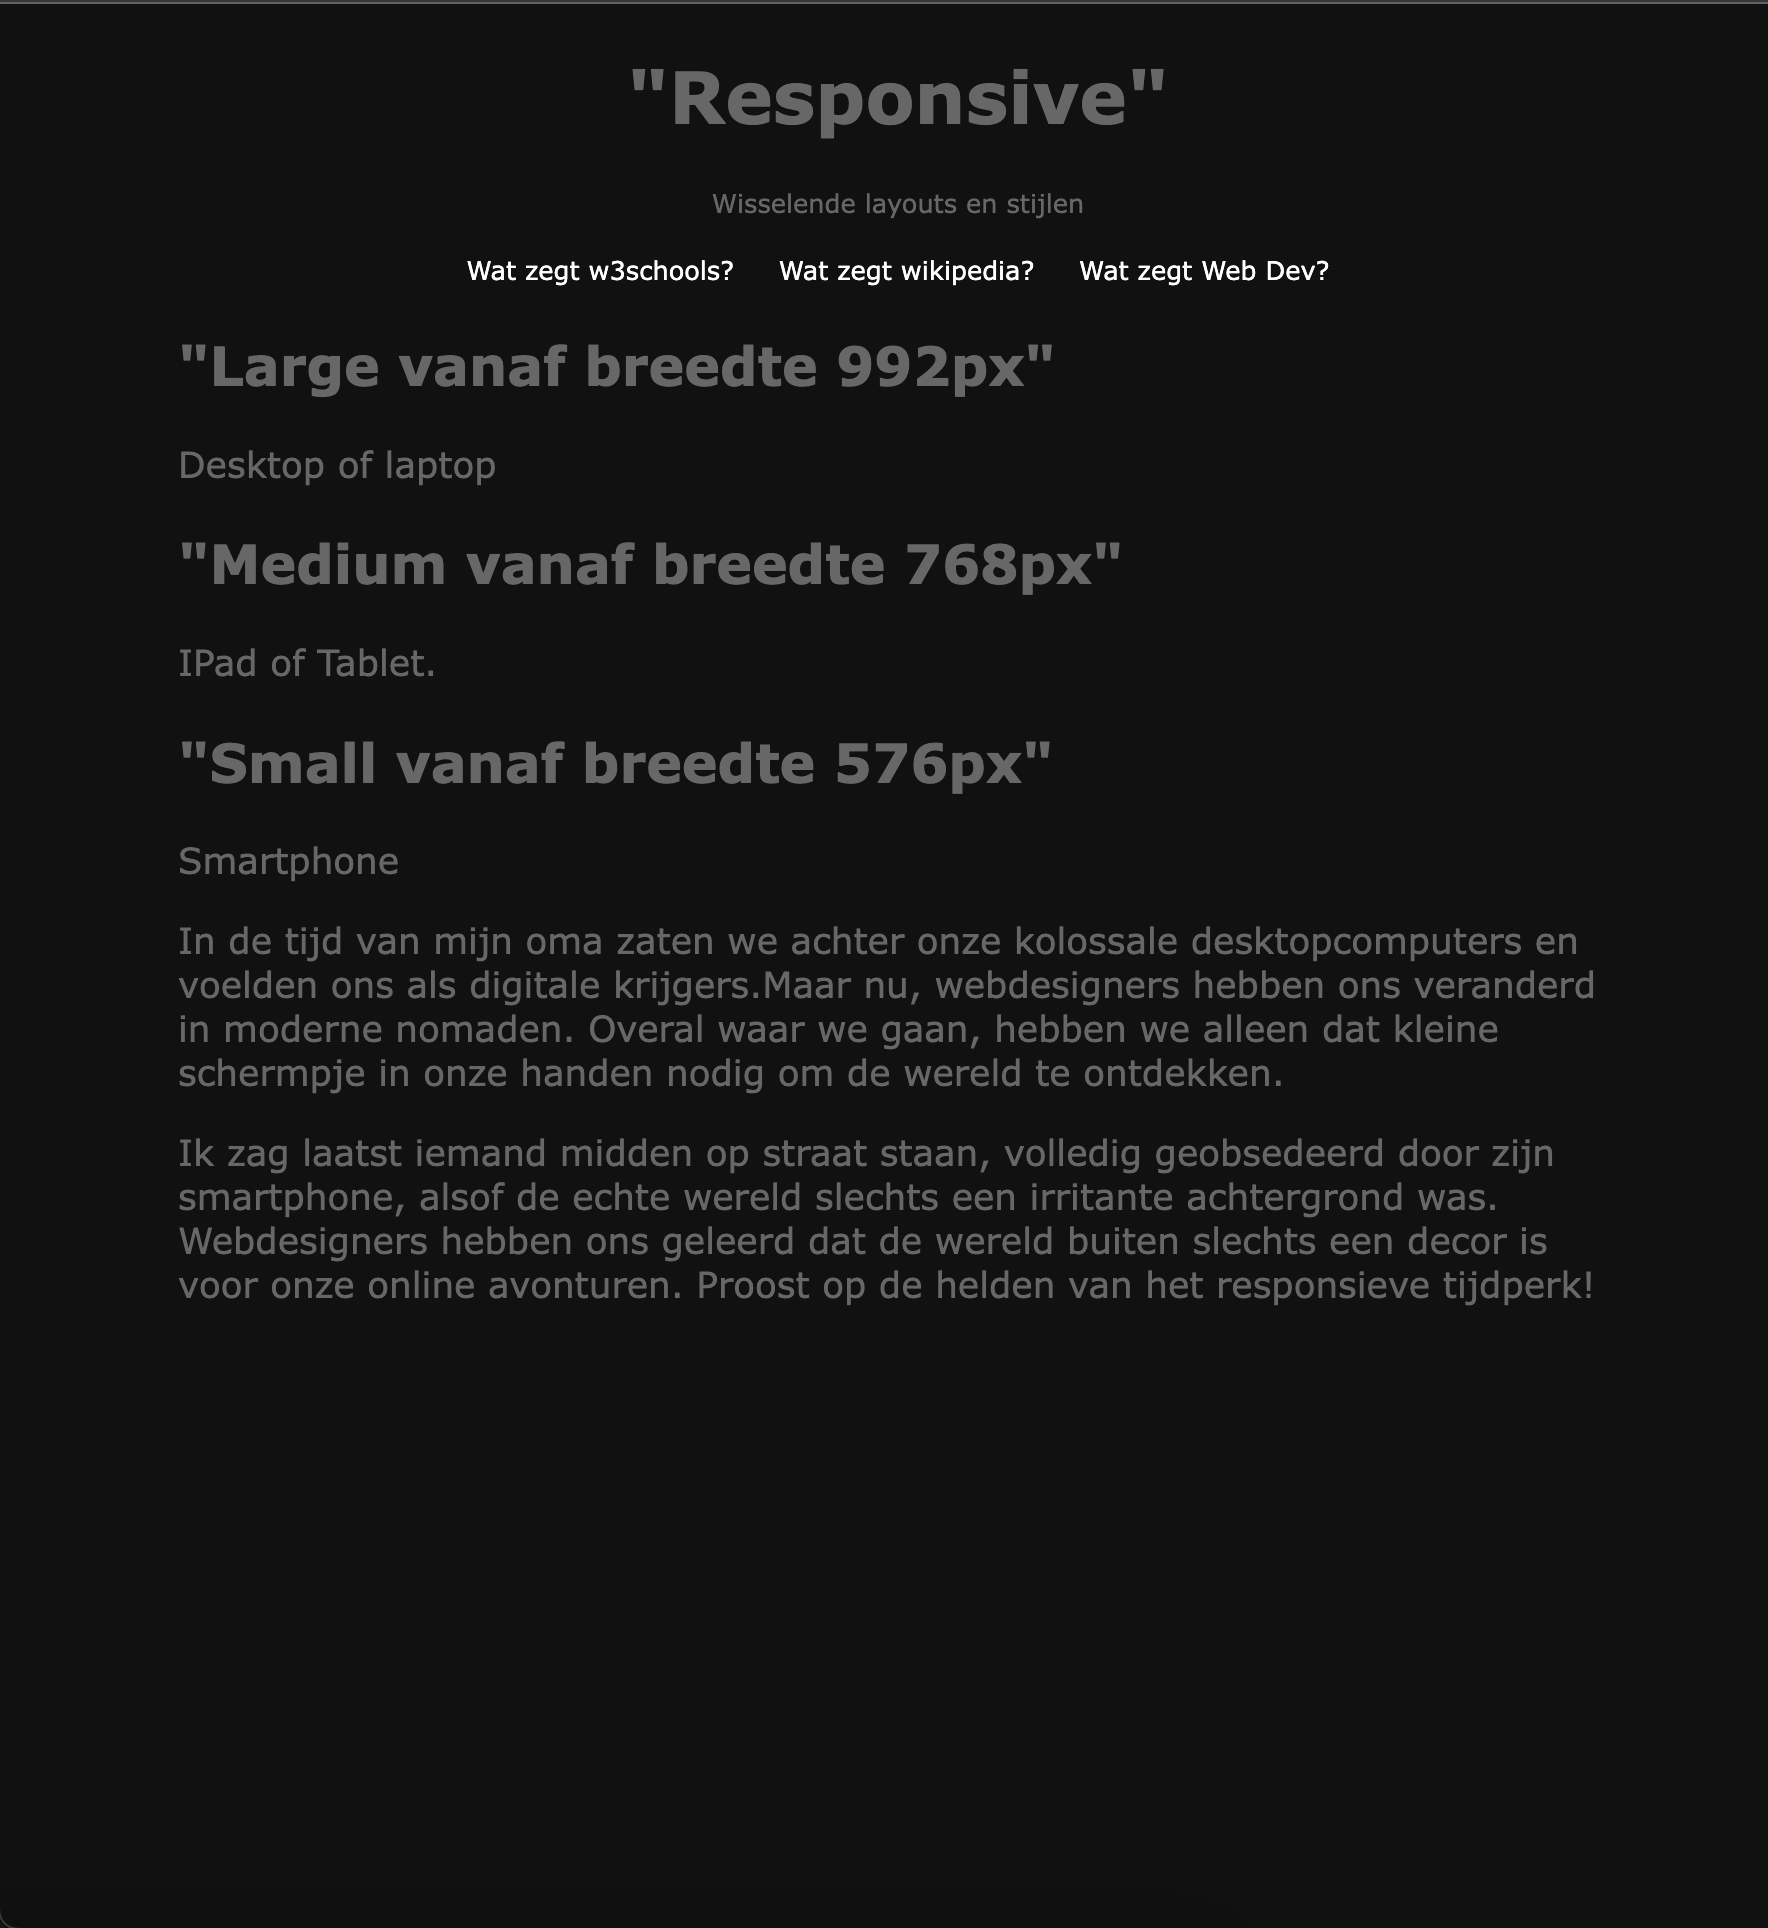 "Responsive"
Wisselende layouts en stijlen
Wat zegt w3schools? Wat zegt wikipedia? Wat zegt Web Dev?
"Large vanaf breedte 992px"
Desktop of laptop
"Medium vanaf breedte 768px"
IPad of Tablet.
"Small vanaf breedte 576px"
Smartphone
In de tijd van mijn oma zaten we achter onze kolossale desktopcomputers en
voelden ons als digitale krijgers.Maar nu, webdesigners hebben ons veranderd
in moderne nomaden. Overal waar we gaan, hebben we alleen dat kleine
schermpje in onze handen nodig om de wereld te ontdekken.
Ik zag laatst iemand midden op straat staan, volledig geobsedeerd door zijn
smartphone, alsof de echte wereld slechts een irritante achtergrond was.
Webdesigners hebben ons geleerd dat de wereld buiten slechts een decor is
voor onze online avonturen. Proost op de helden van het responsieve tijdperk!